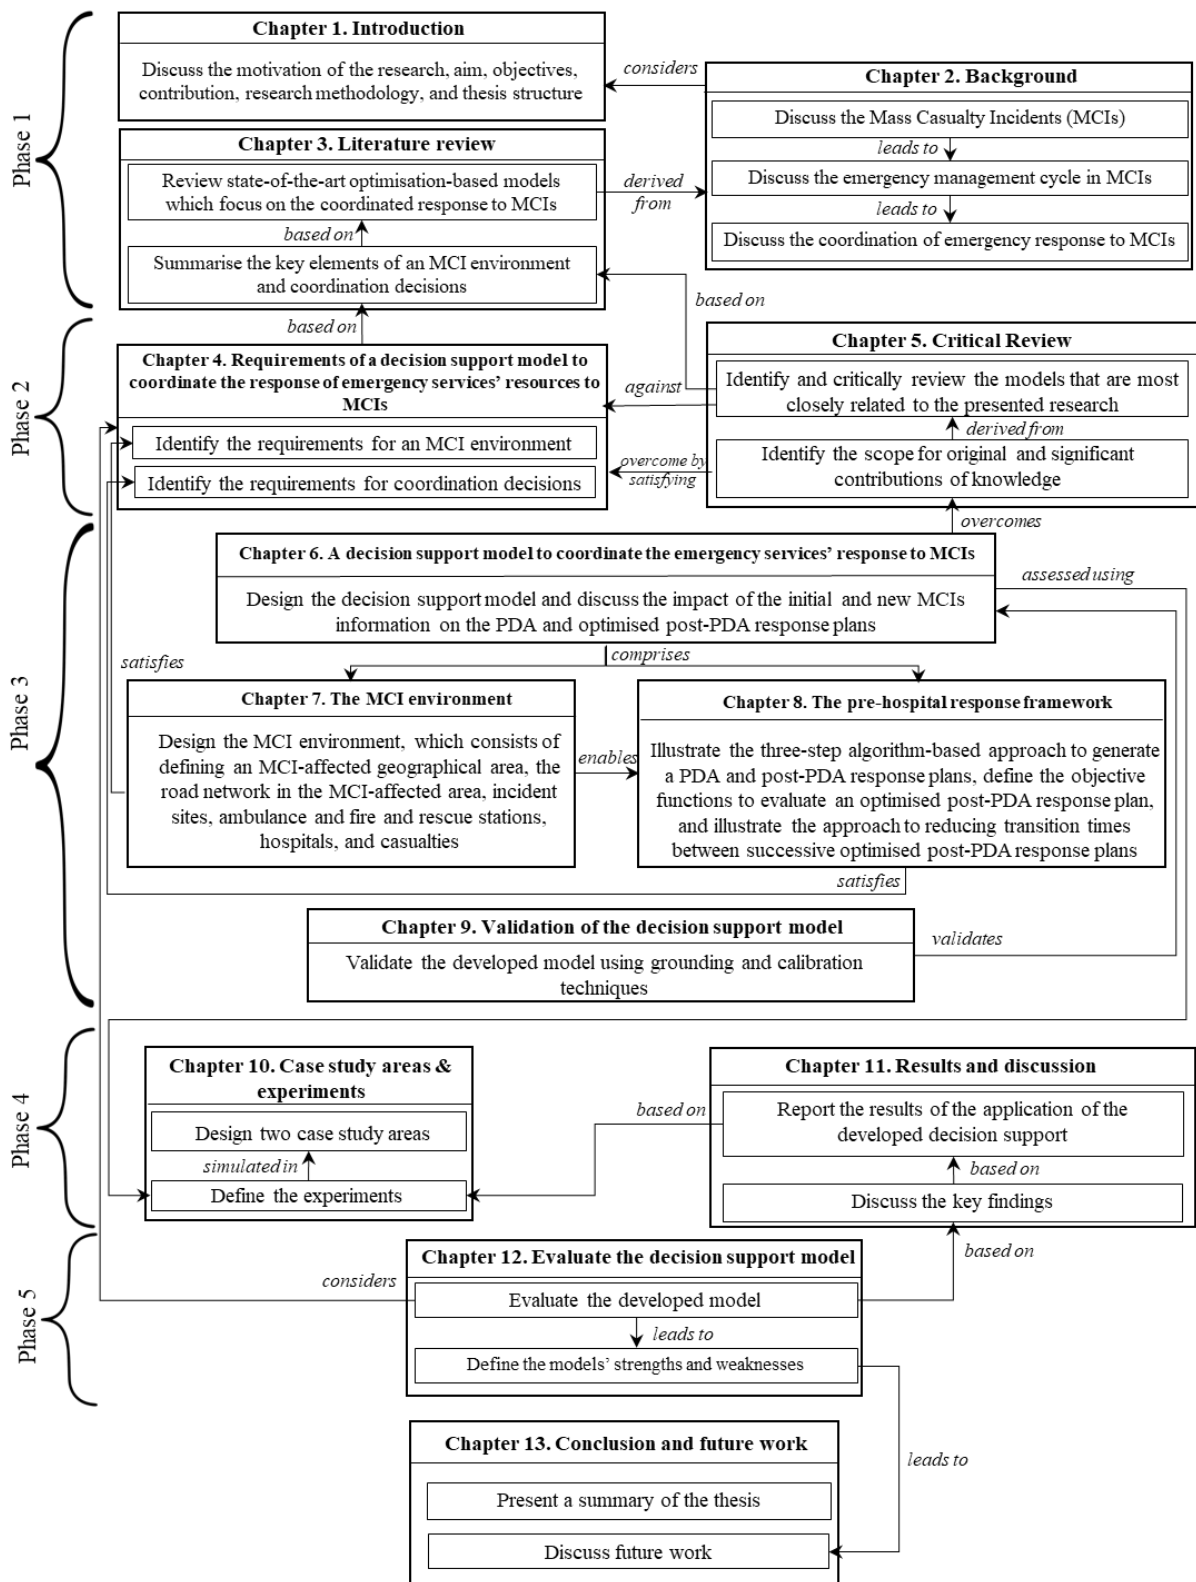 Phase 1
Chapter 1. Introduction
Discuss the motivation of the research, aim, objectives,
contribution, research methodology, and thesis structure
considers
Chapter 2. Background
Discuss the Mass Casualty Incidents (MCIs)
leads to
Discuss the emergency management cycle in MCIs
leads to
Discuss the coordination of emergency response to MCIs
Chapter 3. Literature review
Review state-of-the-art optimisation-based models
which focus on the coordinated response to MCIs
derived
from
based on
Summarise the key elements of an MCI environment
and coordination decisions
based on
based on
Phase 2
Chapter 4. Requirements of a decision support model to
coordinate the response of emergency services' resources to
MCIs
Identify the requirements for an MCI environment
Identify the requirements for coordination decisions
against
overcome by
satisfying
Chapter 5. Critical Review
Identify and critically review the models that are most
closely related to the presented research
derived from
Identify the scope for original and significant
contributions of knowledge
overcomes
Phase 3
Chapter 6. A decision support model to coordinate the emergency services' response to MCIs
Design the decision support model and discuss the impact of the initial and new MCIs
information on the PDA and optimised post-PDA response plans
assessed using
satisfies
comprises
Chapter 7. The MCI environment
Design the MCI environment, which consists of
defining an MCI-affected geographical area, the
road network in the MCI-affected area, incident
sites, ambulance and fire and rescue stations,
hospitals, and casualties
enables
Chapter 8. The pre-hospital response framework
Illustrate the three-step algorithm-based approach to generate
a PDA and post-PDA response plans, define the objective
functions to evaluate an optimised post-PDA response plan,
and illustrate the approach to reducing transition times
between successive optimised post-PDA response plans
satisfies
Chapter 9. Validation of the decision support model
Validate the developed model using grounding and calibration
techniques
validates
Phase 4
Chapter 10. Case study areas &
experiments
Design two case study areas
simulated in
Define the experiments
based on
Chapter 11. Results and discussion
Report the results of the application of the
developed decision support
based on
Discuss the key findings
Phase 5
considers
Chapter 12. Evaluate the decision support model
Evaluate the developed model
leads to
Define the models' strengths and weaknesses
based on
leads to
Chapter 13. Conclusion and future work
Present a summary of the thesis
Discuss future work